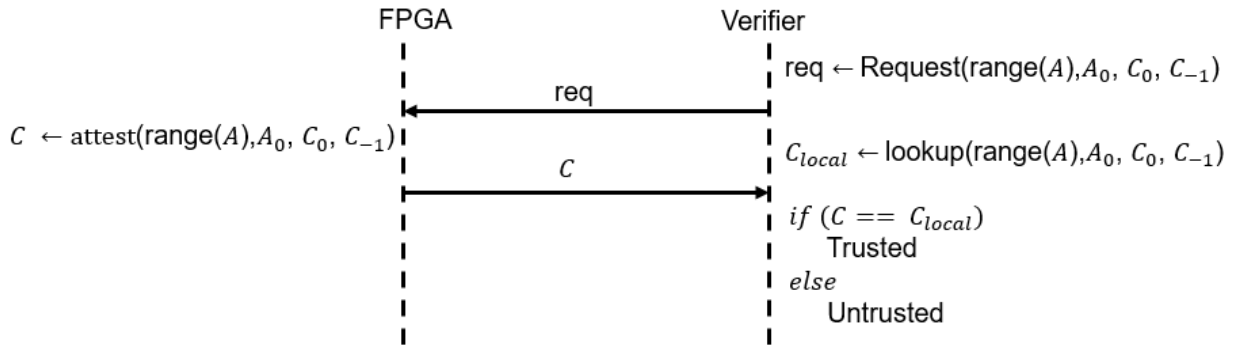 FPGA
Verifier
req ← Request(range(A),A₀, C₀, C₋₁)
req
C ← attest(range(A),A₀, C₀, C₋₁)
C_local ← lookup(range(A),A₀, C₀, C₋₁)
C
if (C == C_local)
Trusted
else
Untrusted